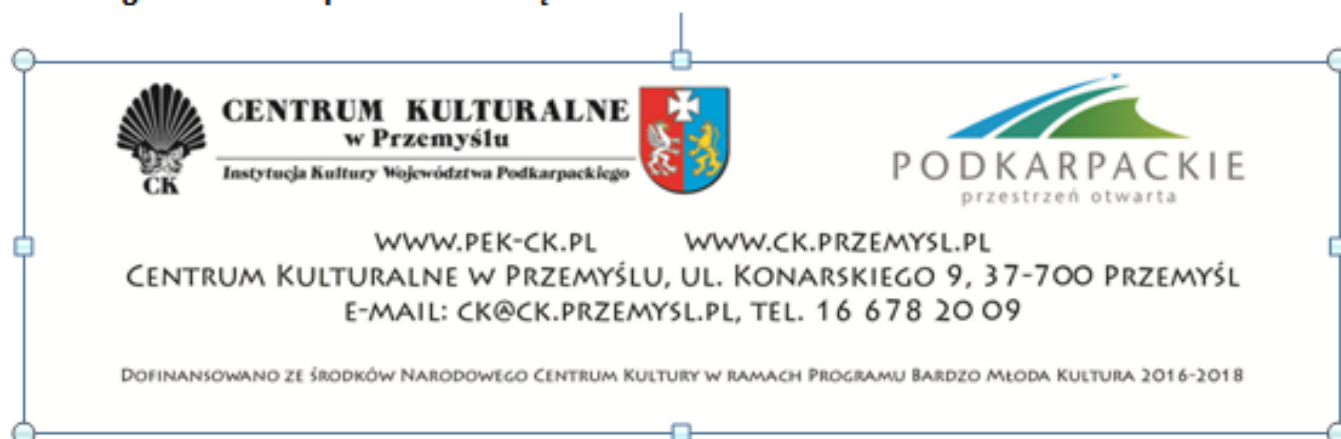 CENTRUM KULTURALNE
w Przemyślu
Instytucja Kultury Województwa Podkarpackiego
CK
PODKARPACKIE
przestrzeń otwarta
WWW.PEK-CK.PL WWW.CK.PRZEMYSL.PL
CENTRUM KULTURALNE W PRZEMYŚLU, UL. KONARSKIEGO 9, 37-700 PRZEMYŚL
E-MAIL: CK@CK.PRZEMYSL.PL, TEL. 16 678 20 09
DOFINANSOWANO ZE ŚRODKÓW NARODOWEGO CENTRUM KULTURY W RAMACH PROGRAMU BARDZO MŁODA KULTURA 2016-2018